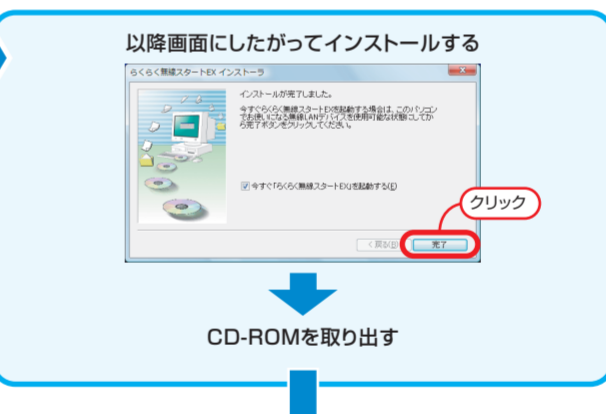 以降画面にしたがってインストールする
らくらく無線スタートEX インストーラ
インストールが完了しました。
今すぐらくらく無線スタートEXを起動する場合は、このパソコン
でお使いになる無線LANデバイスを使用可能な状態にしてか
ら完了ボタンをクリックしてください。
今すぐ「らくらく無線スタートEX」を起動する(E)
クリック
< 戻る(B)
完了
CD-ROMを取り出す